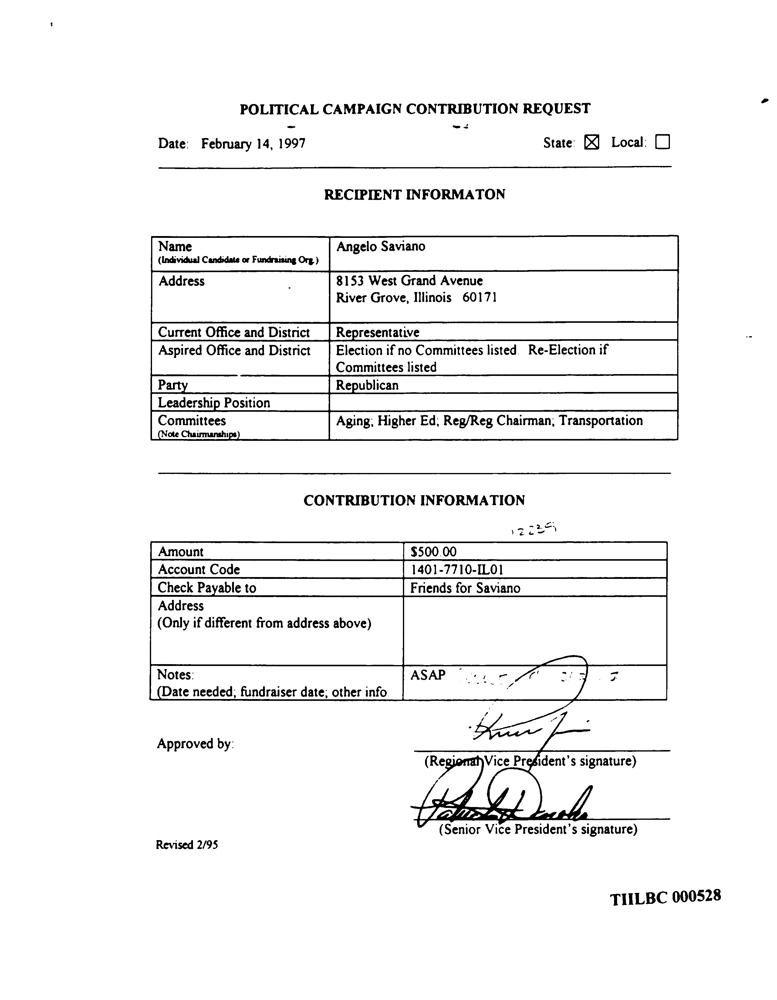 POLITICAL CAMPAIGN CONTRIBUTION REQUEST
Date: February 14, 1997 State: ☒ Local: ☐
RECIPIENT INFORMATON
Name Angelo Saviano
(Individual Candidate or Fundraising Org.)
Address 8153 West Grand Avenue
River Grove, Illinois 60171
Current Office and District Representative
Aspired Office and District Election if no Committees listed. Re-Election if
Committees listed
Party Republican
Leadership Position
Committees Aging; Higher Ed; Reg/Reg Chairman; Transportation
(Note Chairmanships)
CONTRIBUTION INFORMATION
Amount $500.00
Account Code 1401-7710-IL01
Check Payable to Friends for Saviano
Address
(Only if different from address above)
Notes: ASAP
(Date needed; fundraiser date; other info
Approved by:
(Regional Vice President's signature)
(Senior Vice President's signature)
Revised 2/95
TIILBC 000528